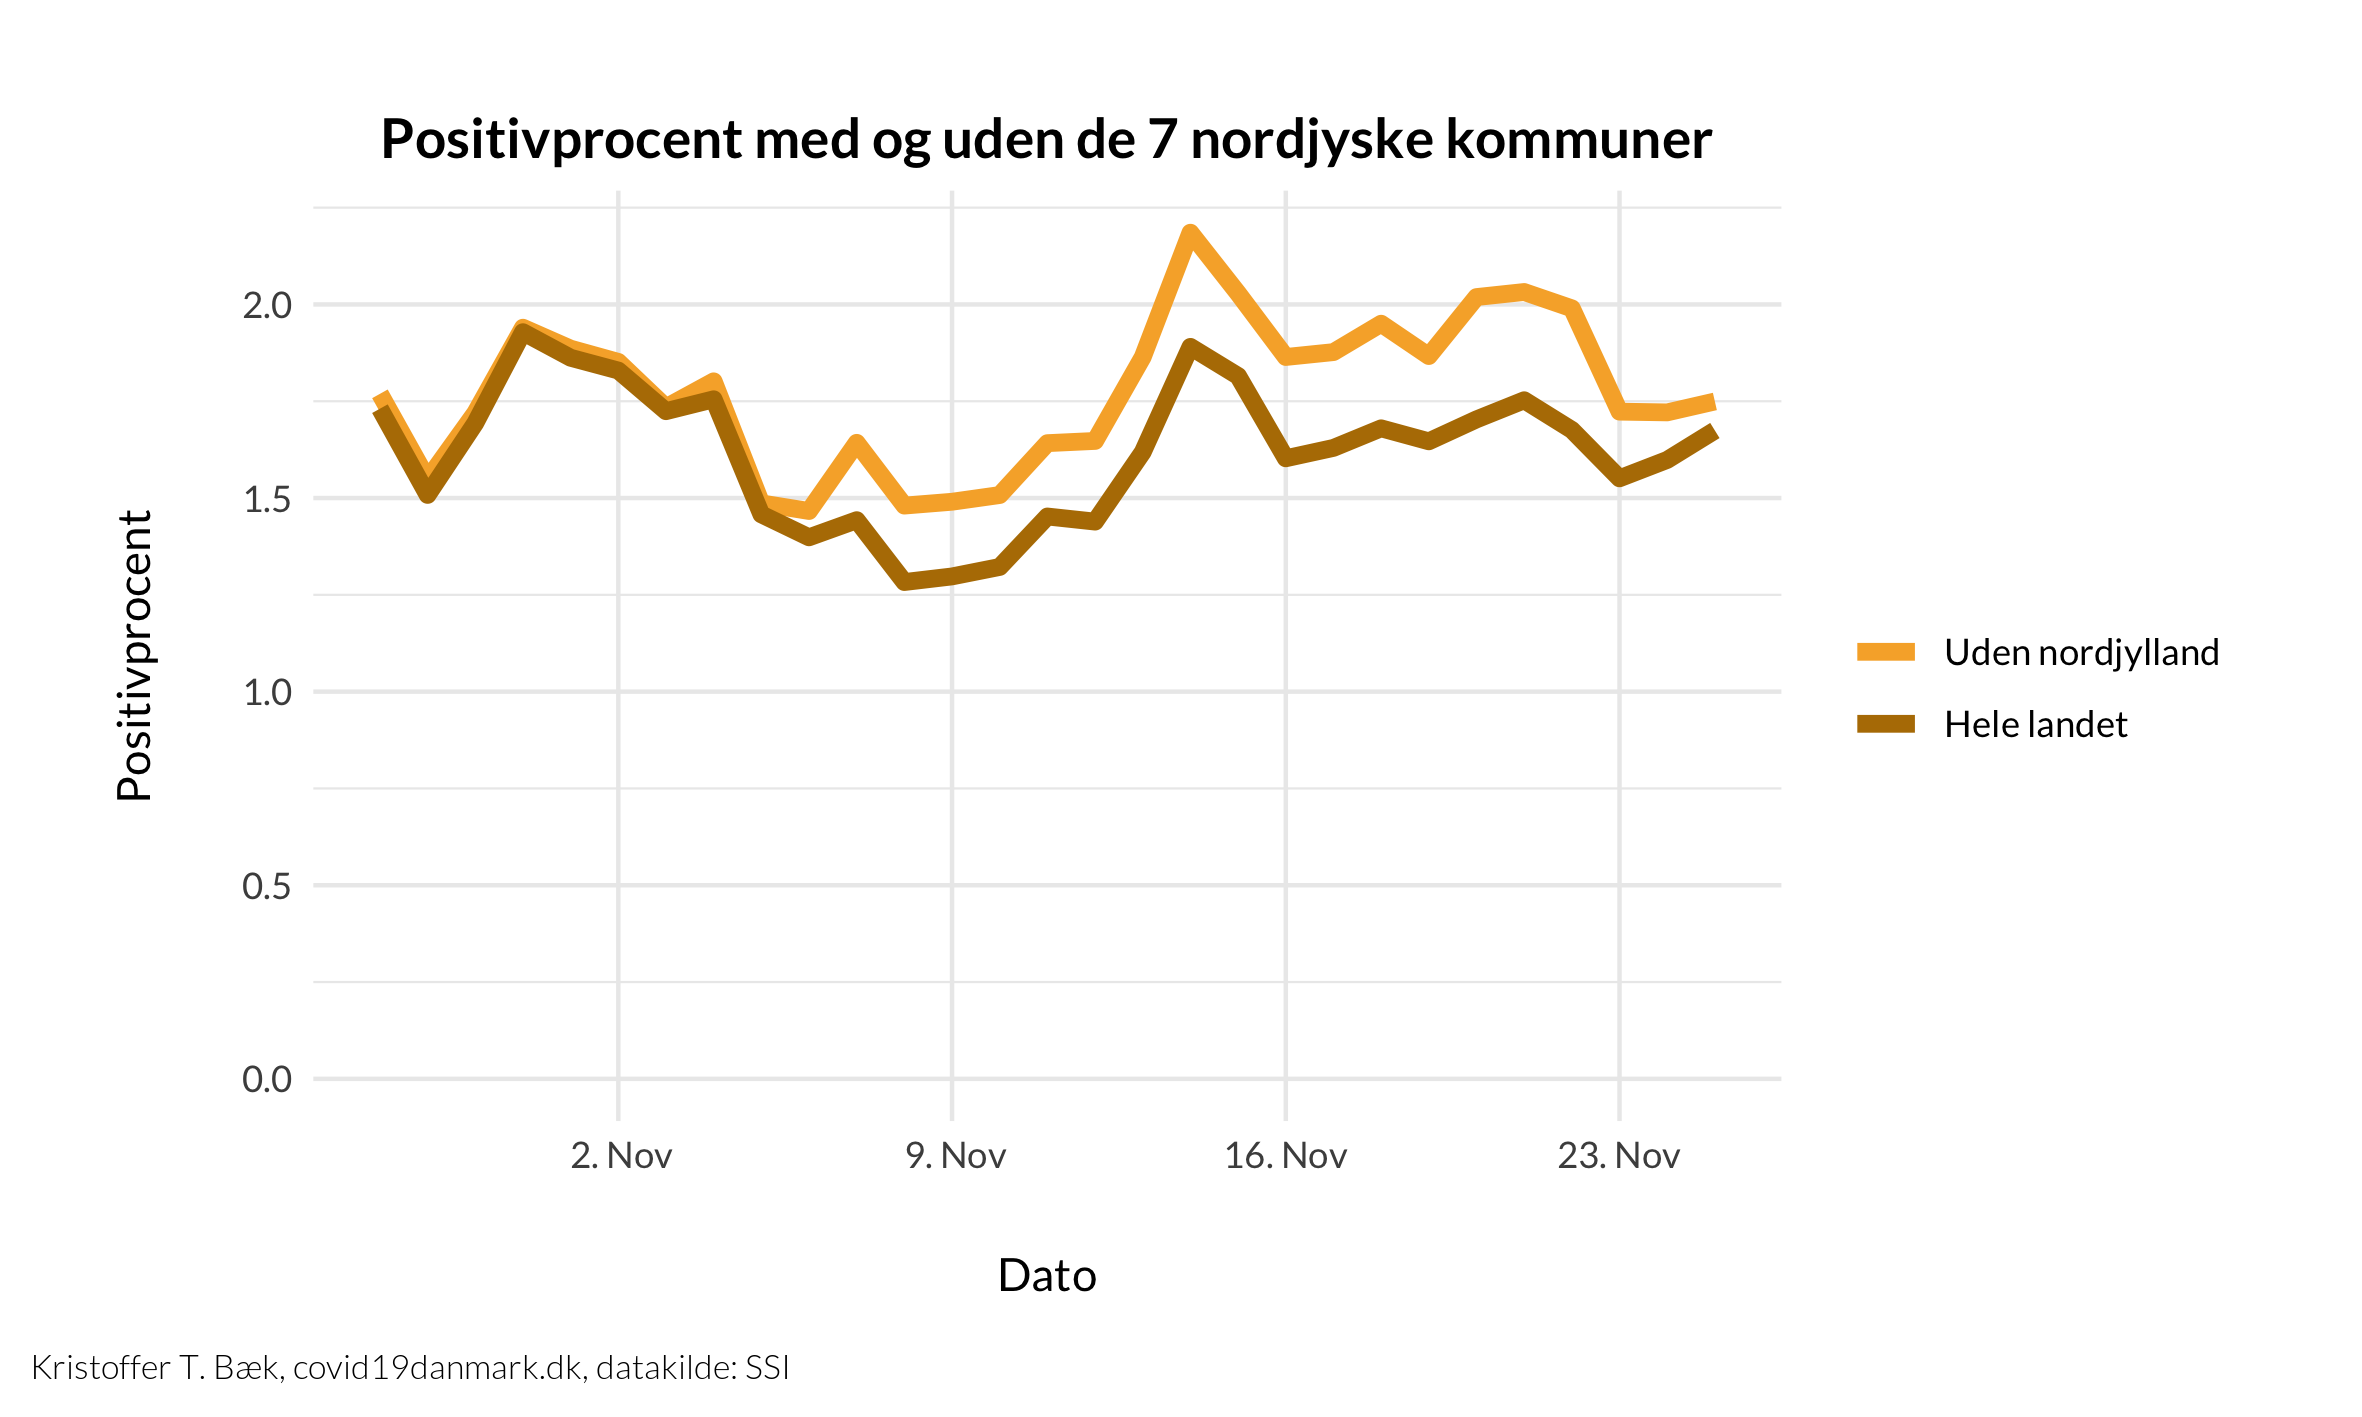 Positivprocent med og uden de 7 nordjyske kommuner
Positivprocent
2.0
1.5
1.0
0.5
0.0
2. Nov
9. Nov
16. Nov
23. Nov
Dato
Uden nordjylland
Hele landet
Kristoffer T. Bæk, covid19danmark.dk, datakilde: SSI